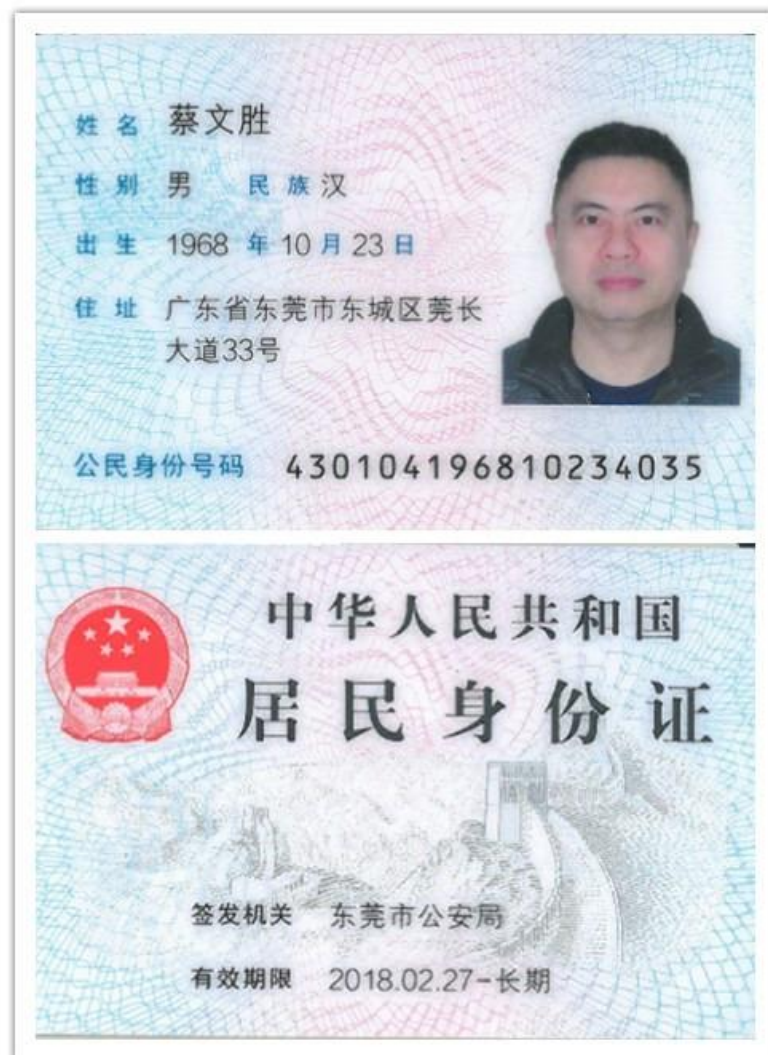 姓名 蔡文胜
性别 男 民族 汉
出生 1968 年 10 月 23 日
住址 广东省东莞市东城区莞长
大道33号
公民身份号码 430104196810234035
中华人民共和国
居民身份证
签发机关 东莞市公安局
有效期限 2018.02.27-长期